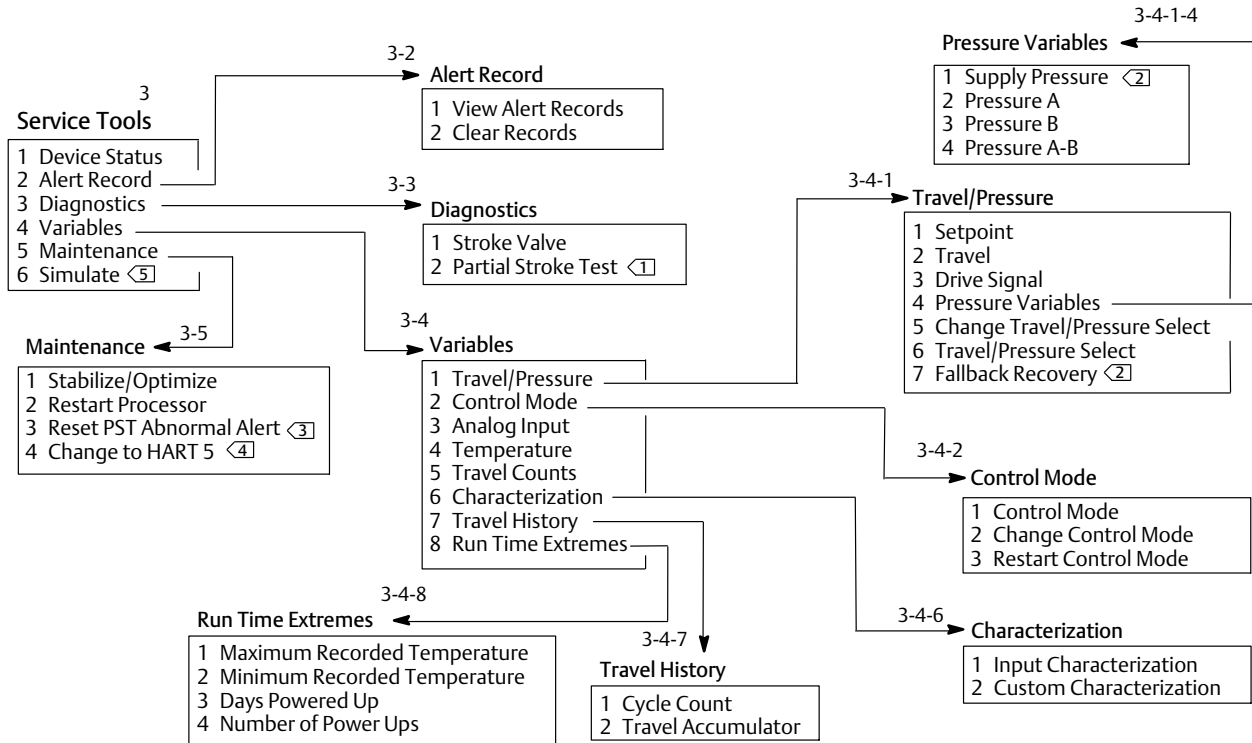 3
Service Tools
1 Device Status
2 Alert Record
3 Diagnostics
4 Variables
5 Maintenance
6 Simulate 5
3-2
Alert Record
1 View Alert Records
2 Clear Records
3-3
Diagnostics
1 Stroke Valve
2 Partial Stroke Test 1
3-5
Maintenance
1 Stabilize/Optimize
2 Restart Processor
3 Reset PST Abnormal Alert 3
4 Change to HART 5 4
3-4
Variables
1 Travel/Pressure
2 Control Mode
3 Analog Input
4 Temperature
5 Travel Counts
6 Characterization
7 Travel History
8 Run Time Extremes
3-4-1-4
Pressure Variables
1 Supply Pressure 2
2 Pressure A
3 Pressure B
4 Pressure A-B
3-4-1
Travel/Pressure
1 Setpoint
2 Travel
3 Drive Signal
4 Pressure Variables
5 Change Travel/Pressure Select
6 Travel/Pressure Select
7 Fallback Recovery 2
3-4-2
Control Mode
1 Control Mode
2 Change Control Mode
3 Restart Control Mode
3-4-6
Characterization
1 Input Characterization
2 Custom Characterization
3-4-7
Travel History
1 Cycle Count
2 Travel Accumulator
3-4-8
Run Time Extremes
1 Maximum Recorded Temperature
2 Minimum Recorded Temperature
3 Days Powered Up
4 Number of Power Ups